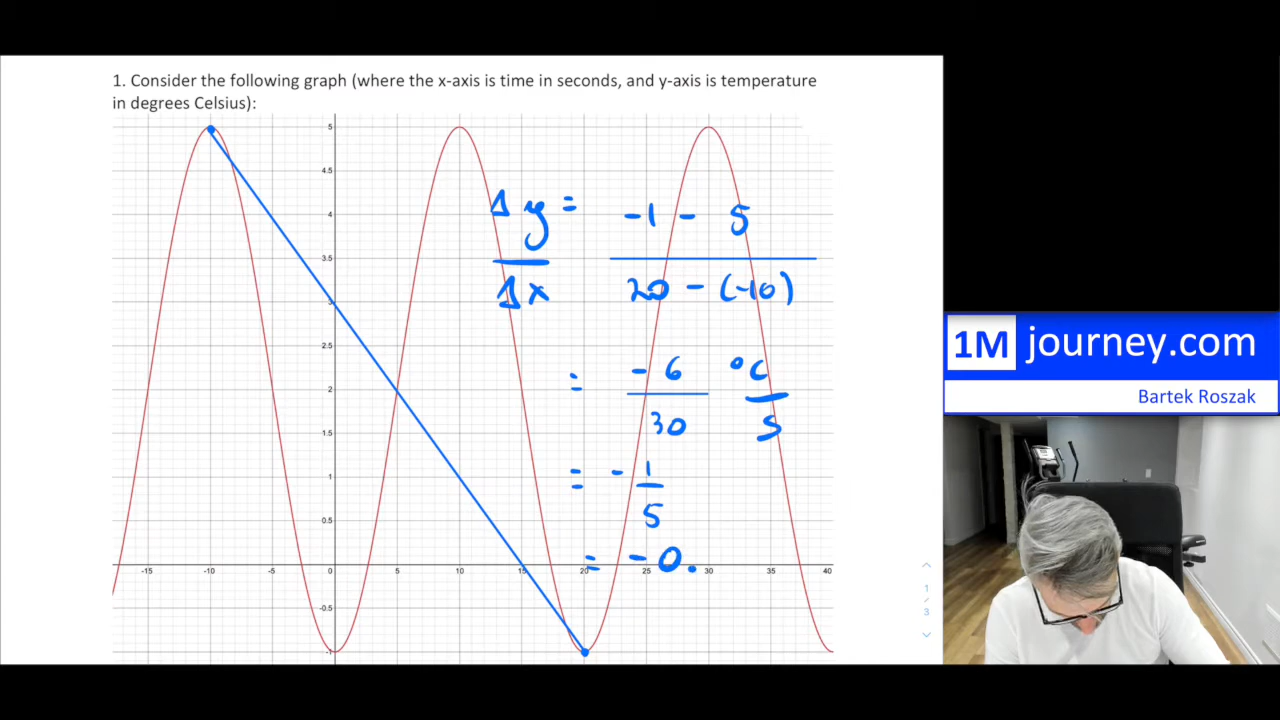 1. Consider the following graph (where the x-axis is time in seconds, and y-axis is temperature
in degrees Celsius):
5
4.5
4
3.5
3
2.5
2
1.5
1
0.5
-15 -10 -5 0 5 10 15 20 25 30 35 40
-0.5
-1
Δy = -1 - 5
Δx 20 - (-10)
= -6 °C
30 s
= - 1
5
= -0.
1M journey.com
Bartek Roszak
1
/
3